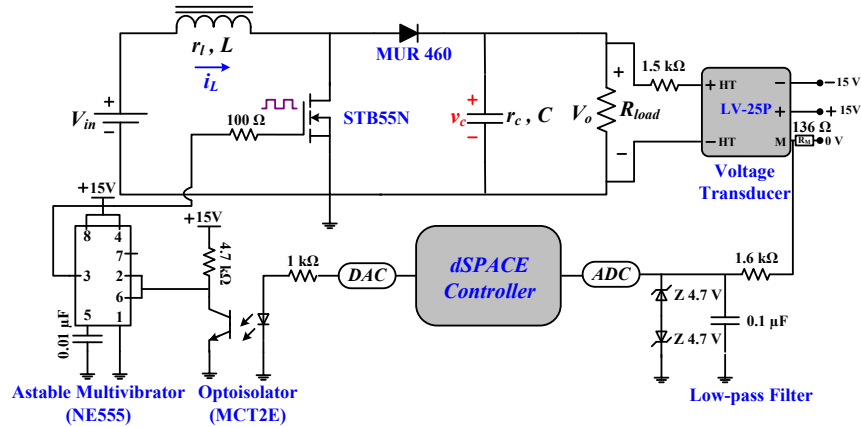 r_l, L
i_L
MUR 460
V_in
+
−
100 Ω
STB55N
+
v_c
−
r_c, C
+
V_o
−
R_load
1.5 kΩ
+ HT
− HT
LV-25P
−
+
M
−15 V
+ 15V
136 Ω
R_M
0 V
Voltage
Transducer
+15V
8
4
7
3
2
6
5
1
0.01 µF
+15V
4.7 kΩ
1 kΩ
DAC
dSPACE
Controller
ADC
1.6 kΩ
Z 4.7 V
Z 4.7 V
0.1 µF
Astable Multivibrator
(NE555)
Optoisolator
(MCT2E)
Low-pass Filter